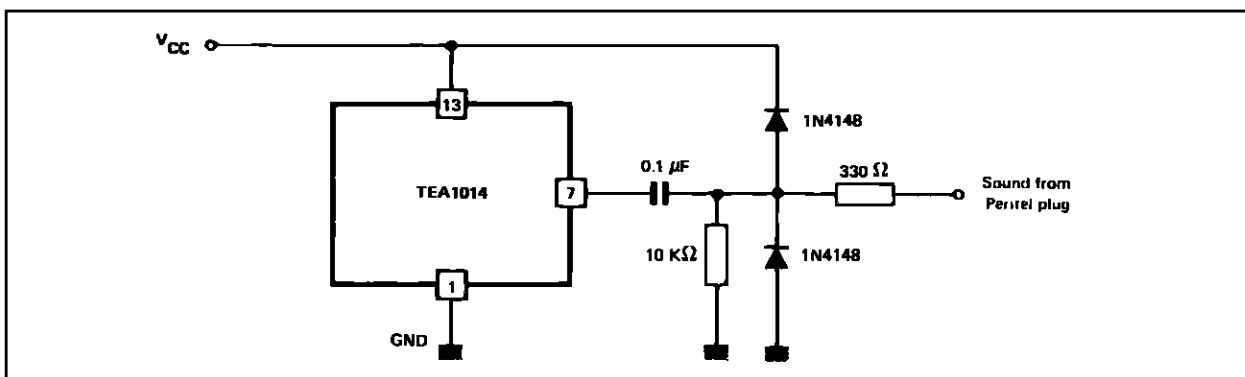 VCC
13
1N4148
0.1 μF
330 Ω
TEA1014
7
Sound from
Peritel plug
10 KΩ
1N4148
1
GND